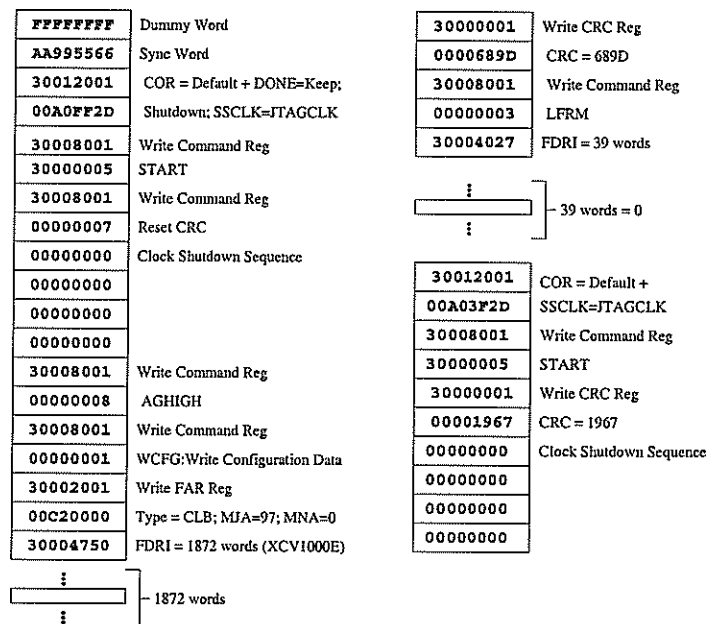 FFFFFFFF Dummy Word
AA995566 Sync Word
30012001 COR = Default + DONE=Keep;
00A0FF2D Shutdown; SSCLK=JTAGCLK
30008001 Write Command Reg
30000005 START
30008001 Write Command Reg
00000007 Reset CRC
00000000 Clock Shutdown Sequence
00000000
00000000
00000000
30008001 Write Command Reg
00000008 AGHIGH
30008001 Write Command Reg
00000001 WCFG:Write Configuration Data
30002001 Write FAR Reg
00C20000 Type = CLB; MJA=97; MNA=0
30004750 FDRI = 1872 words (XCV1000E)
1872 words
30000001 Write CRC Reg
0000689D CRC = 689D
30008001 Write Command Reg
00000003 LFRM
30004027 FDRI = 39 words
39 words = 0
30012001 COR = Default +
00A03F2D SSCLK=JTAGCLK
30008001 Write Command Reg
30000005 START
30000001 Write CRC Reg
00001967 CRC = 1967
00000000 Clock Shutdown Sequence
00000000
00000000
00000000